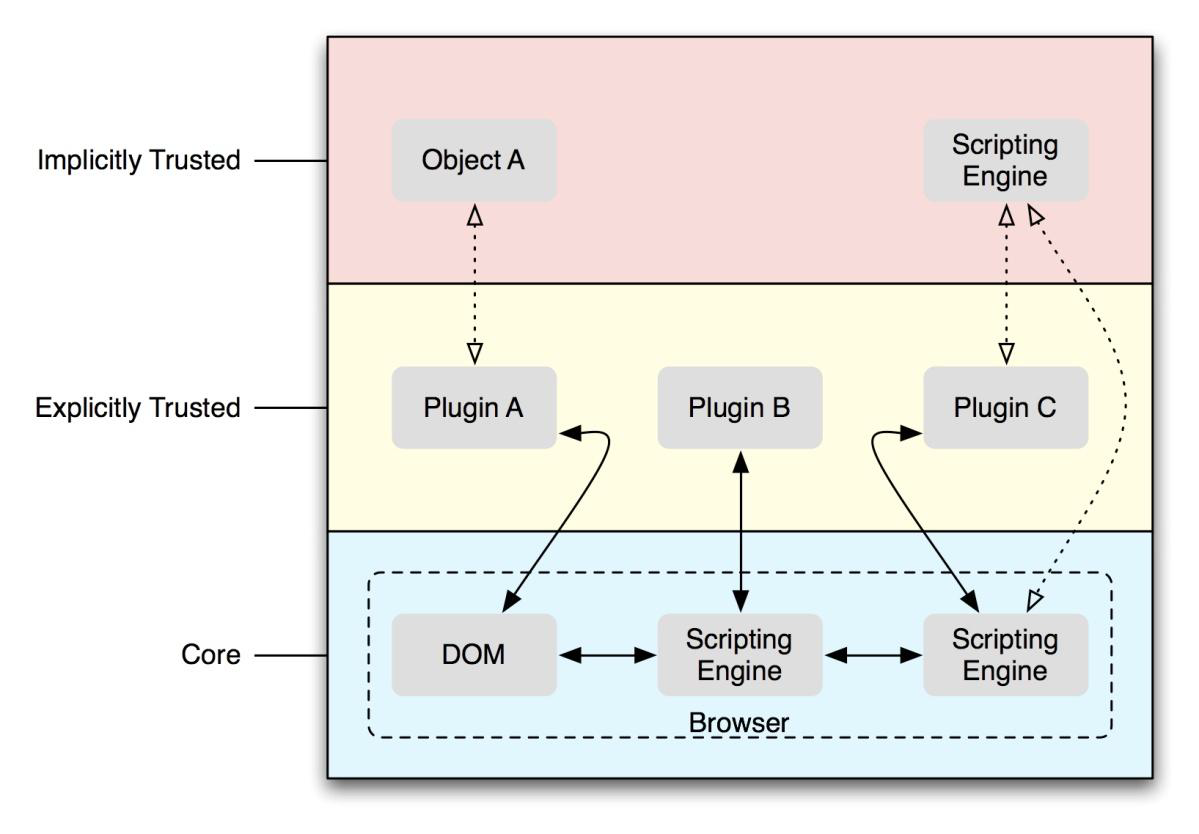 Implicitly Trusted
Object A
Scripting
Engine
Explicitly Trusted
Plugin A
Plugin B
Plugin C
Core
DOM
Scripting
Engine
Scripting
Engine
Browser